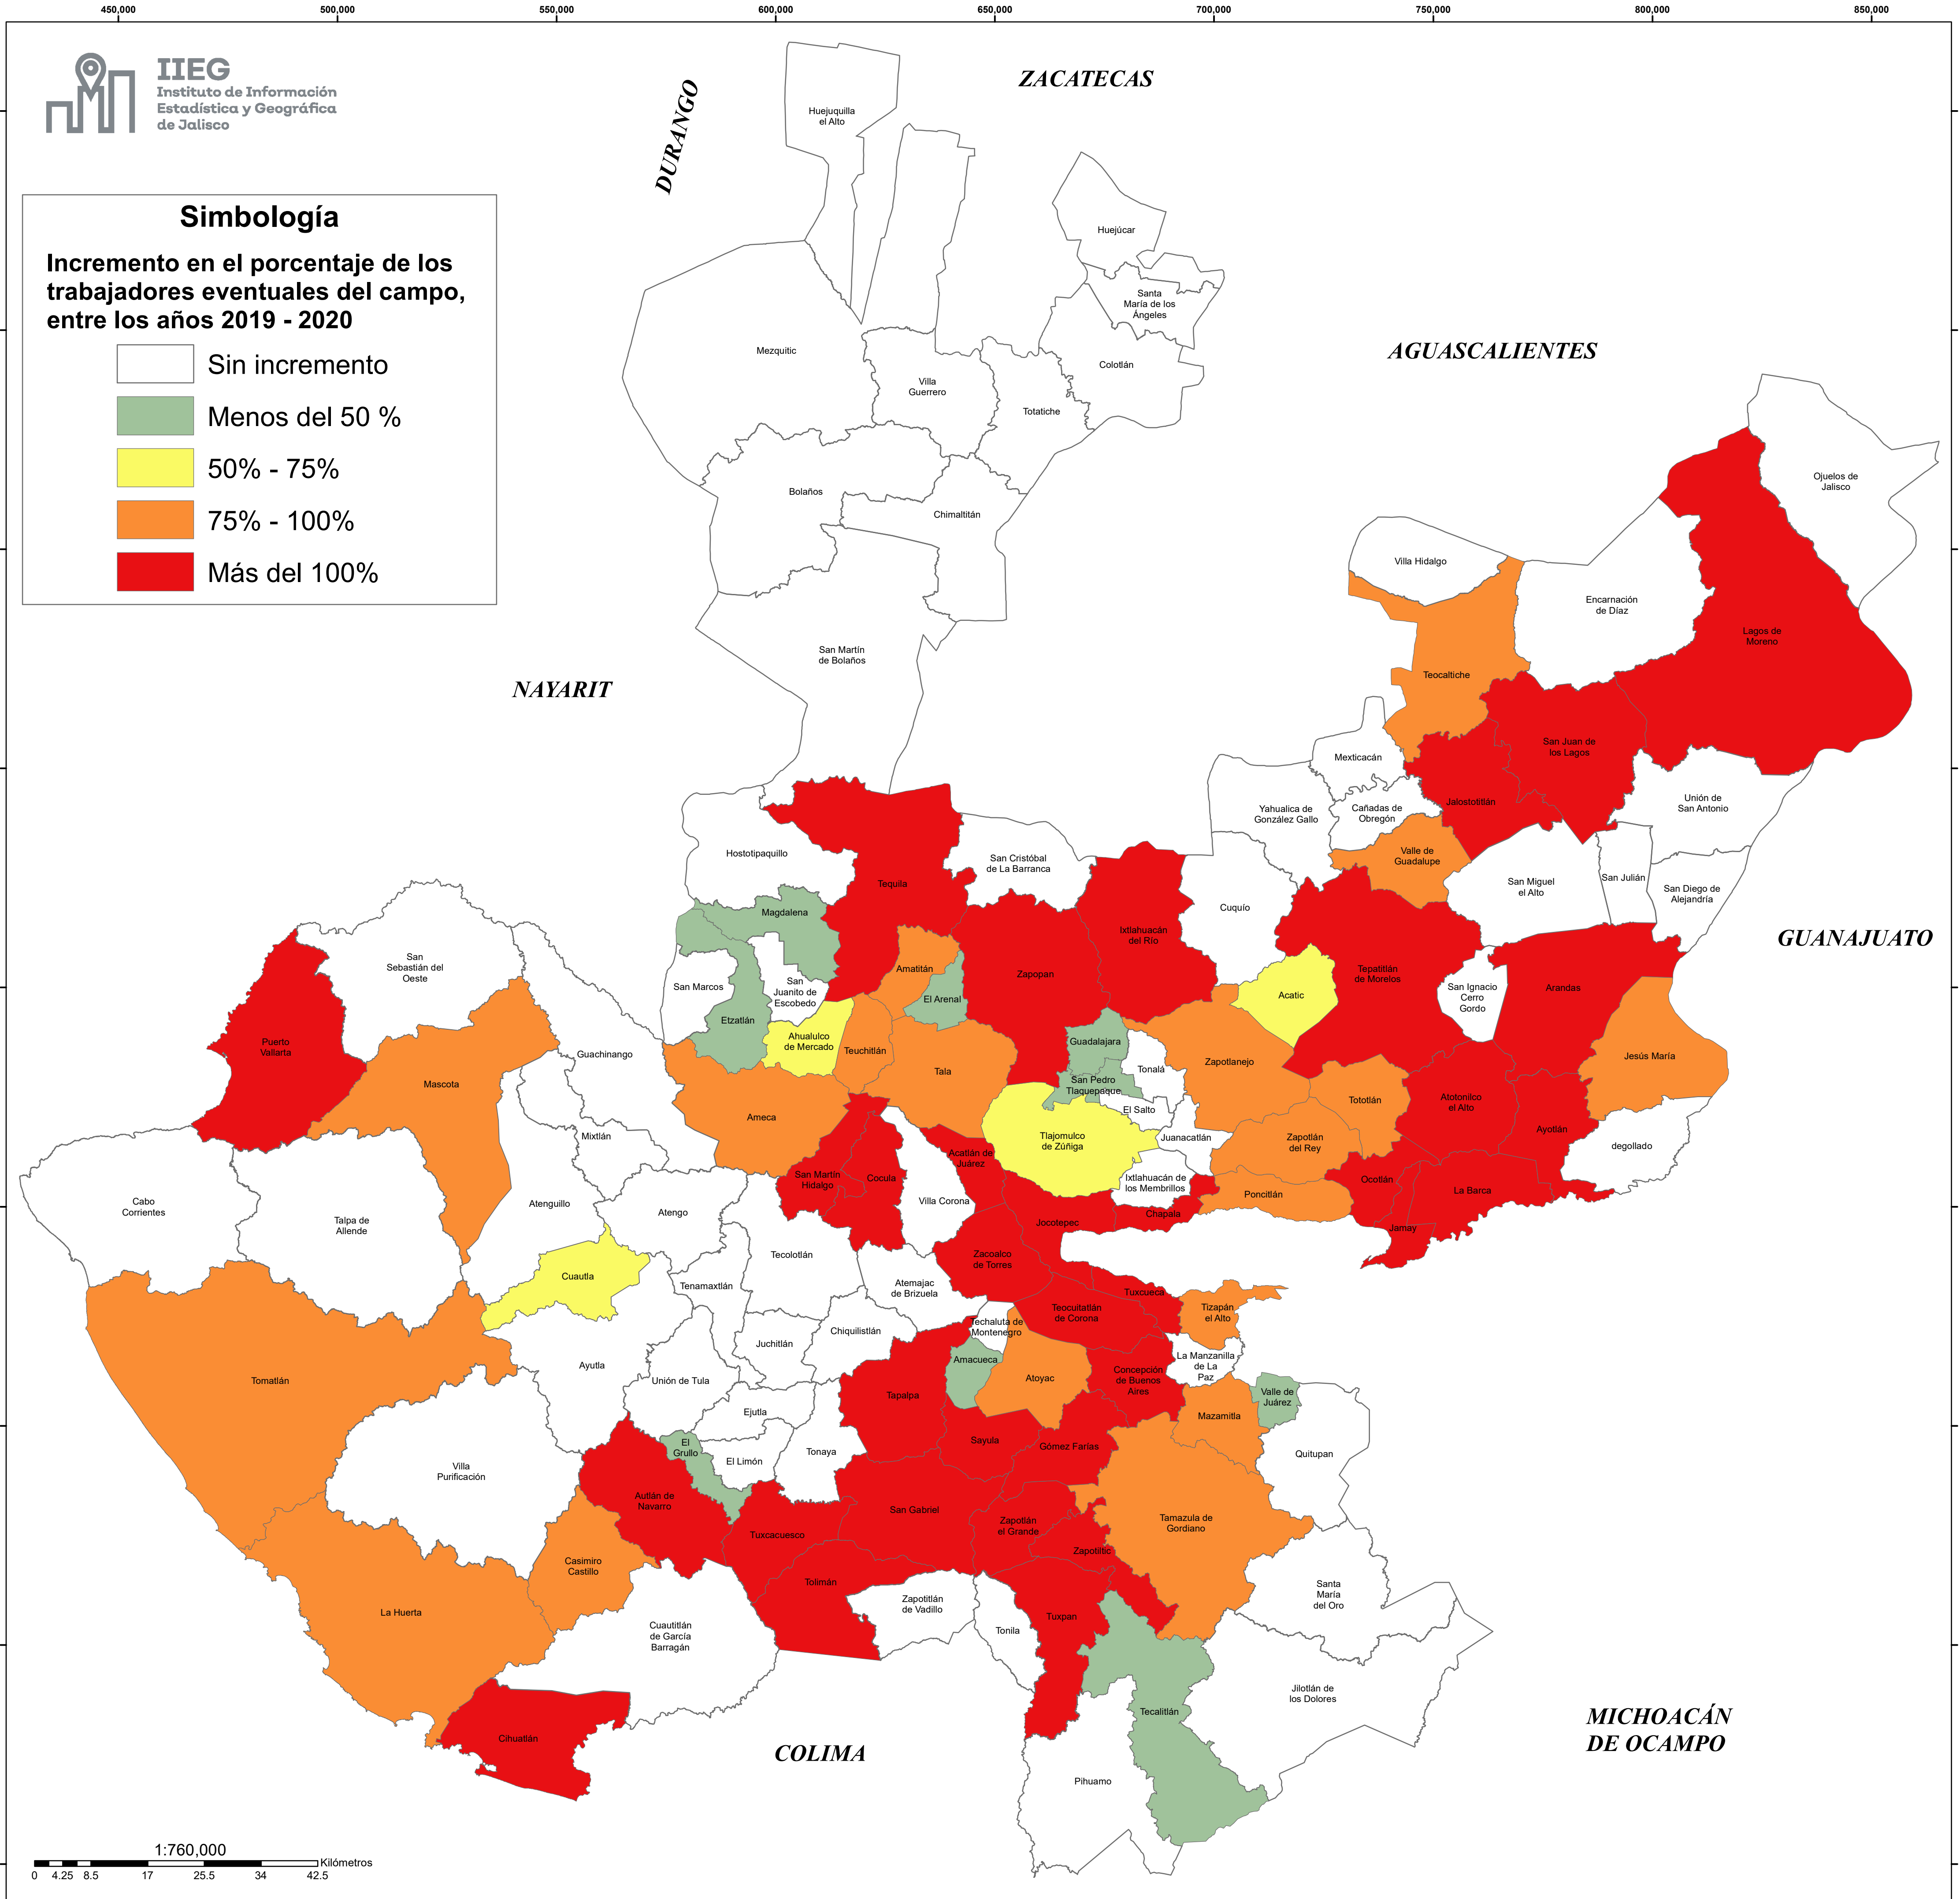 450,000
500,000
550,000
600,000
650,000
700,000
750,000
800,000
850,000
IIEG
Instituto de Información
Estadística y Geográfica
de Jalisco
Simbología
Incremento en el porcentaje de los
trabajadores eventuales del campo,
entre los años 2019 - 2020
Sin incremento
Menos del 50 %
50% - 75%
75% - 100%
Más del 100%
DURANGO
ZACATECAS
AGUASCALIENTES
NAYARIT
GUANAJUATO
COLIMA
MICHOACÁN
DE OCAMPO
Huejuquilla
el Alto
Huejúcar
Santa
María de los
Ángeles
Mezquitic
Villa
Guerrero
Colotlán
Totatiche
Bolaños
Chimaltitán
San Martín
de Bolaños
Ojuelos de
Jalisco
Villa Hidalgo
Encarnación
de Díaz
Lagos de
Moreno
Teocaltiche
San Juan de
los Lagos
Mexticacán
Jalostotitlán
Unión de
San Antonio
Yahualica de
González Gallo
Cañadas de
Obregón
Valle de
Guadalupe
San Miguel
el Alto
San Julián
San Diego de
Alejandría
Hostotipaquillo
Tequila
San Cristóbal
de La Barranca
Cuquío
Magdalena
Ixtlahuacán
del Río
San
Sebastián del
Oeste
Amatitán
Zapopan
Tepatitlán
de Morelos
San Marcos
San
Juanito de
Escobedo
El Arenal
Acatic
San Ignacio
Cerro
Gordo
Arandas
Etzatlán
Puerto
Vallarta
Ahualulco
de Mercado
Teuchitlán
Guadalajara
Guachinango
Mascota
Tala
San Pedro
Tlaquepaque
Tonalá
Zapotlanejo
Jesús María
Ameca
El Salto
Tototlán
Atotonilco
el Alto
Mixtlán
Tlajomulco
de Zúñiga
Juanacatlán
Zapotlán
del Rey
Ayotlán
degollado
Acatlán de
Juárez
San Martín
Hidalgo
Cocula
Ixtlahuacán de
los Membrillos
Ocotlán
La Barca
Cabo
Corrientes
Atenguillo
Villa Corona
Poncitlán
Talpa de
Allende
Atengo
Jocotepec
Chapala
Jamay
Tecolotlán
Zacoalco
de Torres
Cuautla
Tenamaxtlán
Atemajac
de Brizuela
Tuxcueca
Teocuitatlán
de Corona
Tizapán
el Alto
Techaluta de
Montenegro
Chiquilistlán
Juchitlán
Ayutla
Amacueca
La Manzanilla
de La
Paz
Tomatlán
Unión de Tula
Atoyac
Concepción
de Buenos
Aires
Tapalpa
Valle de
Juárez
Ejutla
Mazamitla
El
Grullo
El Limón
Tonaya
Sayula
Gómez Farías
Quitupan
Villa
Purificación
Autlán de
Navarro
San Gabriel
Tuxcacuesco
Zapotlán
el Grande
Tamazula de
Gordiano
Zapotiltic
Casimiro
Castillo
Tolimán
Zapotitlán
de Vadillo
Santa
María
del Oro
La Huerta
Tuxpan
Cuautitlán
de García
Barragán
Tonila
Jilotlán de
los Dolores
Tecalitlán
Cihuatlán
Pihuamo
1:760,000
Kilómetros
0 4.25 8.5 17 25.5 34 42.5